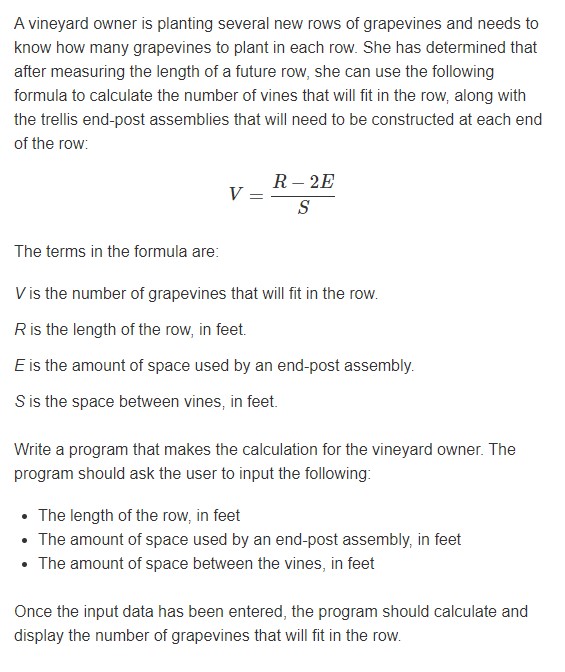 A vineyard owner is planting several new rows of grapevines and needs to
know how many grapevines to plant in each row. She has determined that
after measuring the length of a future row, she can use the following
formula to calculate the number of vines that will fit in the row, along with
the trellis end-post assemblies that will need to be constructed at each end
of the row:
V = (R − 2E) / S
The terms in the formula are:
V is the number of grapevines that will fit in the row.
R is the length of the row, in feet.
E is the amount of space used by an end-post assembly.
S is the space between vines, in feet.
Write a program that makes the calculation for the vineyard owner. The
program should ask the user to input the following:
• The length of the row, in feet
• The amount of space used by an end-post assembly, in feet
• The amount of space between the vines, in feet
Once the input data has been entered, the program should calculate and
display the number of grapevines that will fit in the row.